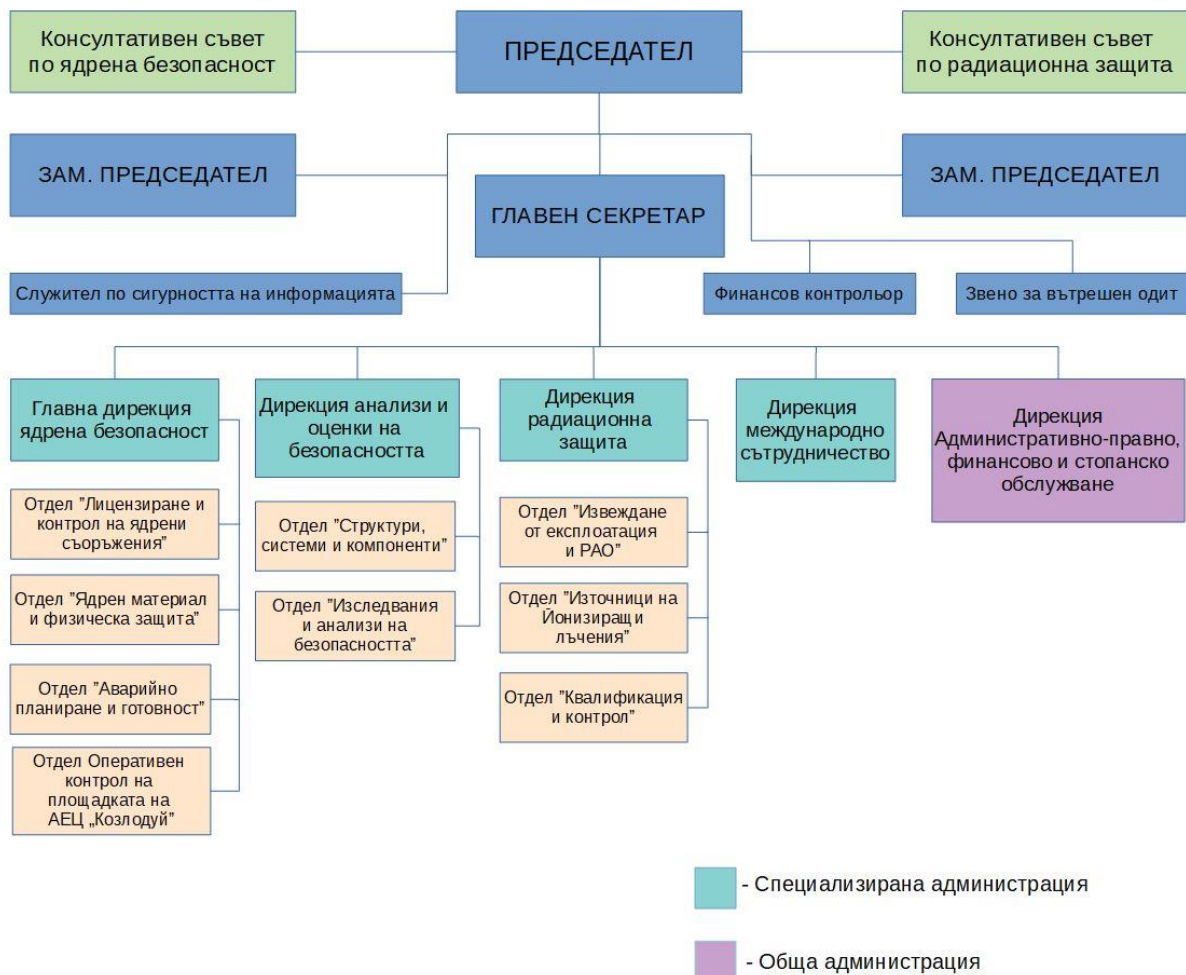 Консултативен съвет
по ядрена безопасност
ПРЕДСЕДАТЕЛ
Консултативен съвет
по радиационна защита
ЗАМ. ПРЕДСЕДАТЕЛ
ГЛАВЕН СЕКРЕТАР
ЗАМ. ПРЕДСЕДАТЕЛ
Служител по сигурността на информацията
Финансов контрольор
Звено за вътрешен одит
Главна дирекция
ядрена безопасност
Отдел "Лицензиране и
контрол на ядрени
съоръжения”
Отдел "Ядрен материал
и физическа защита”
Отдел ”Аварийно
планиране и готовност”
Отдел Оперативен
контрол на
площадката на
АЕЦ „Козлодуй”
Дирекция анализи и
оценки на
безопасността
Отдел "Структури,
системи и компоненти”
Отдел "Изследвания
и анализи на
безопасността”
Дирекция
радиационна
защита
Отдел "Извеждане
от експлоатация
и РАО”
Отдел ”Източници на
Йонизиращи
лъчения”
Отдел ”Квалификация
и контрол”
Дирекция
международно
сътрудничество
Дирекция
Административно-правно,
финансово и стопанско
обслужване
- Специализирана администрация
- Обща администрация